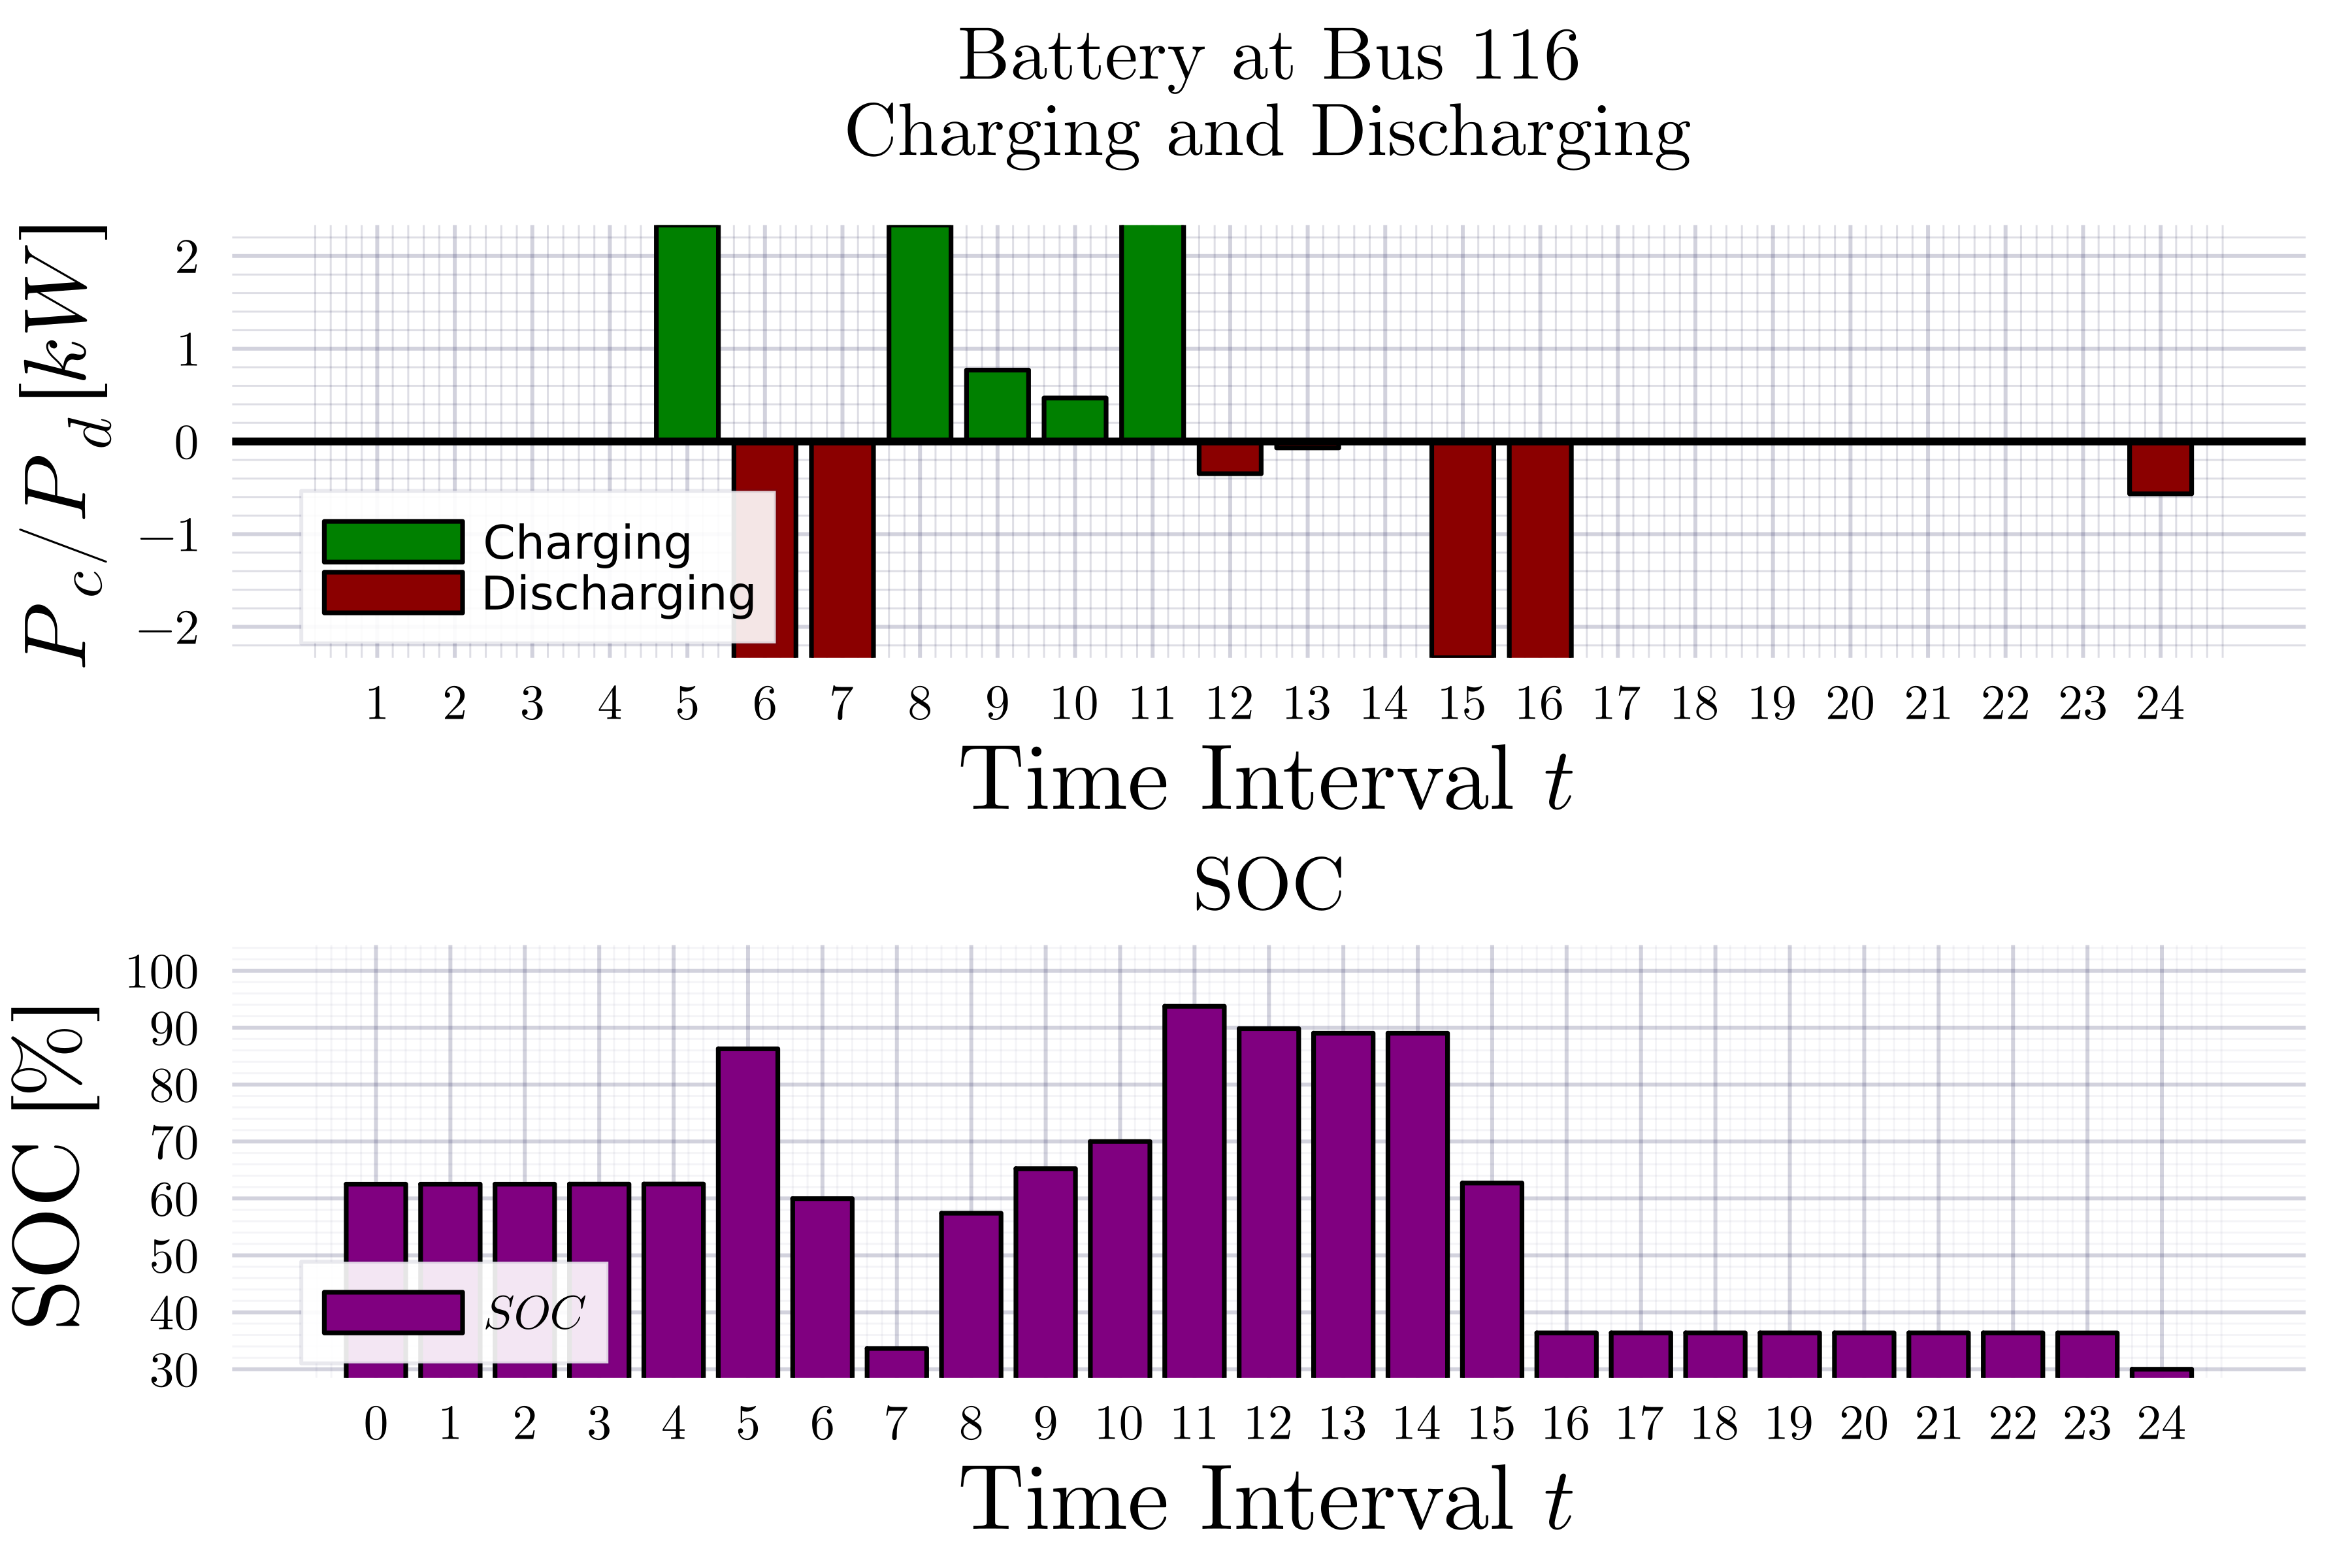 Battery at Bus 116
Charging and Discharging
P_c/P_d [kW]
2
1
0
−1
−2
Charging
Discharging
1 2 3 4 5 6 7 8 9 10 11 12 13 14 15 16 17 18 19 20 21 22 23 24
Time Interval t
SOC
SOC [%]
100
90
80
70
60
50
40
30
SOC
0 1 2 3 4 5 6 7 8 9 10 11 12 13 14 15 16 17 18 19 20 21 22 23 24
Time Interval t